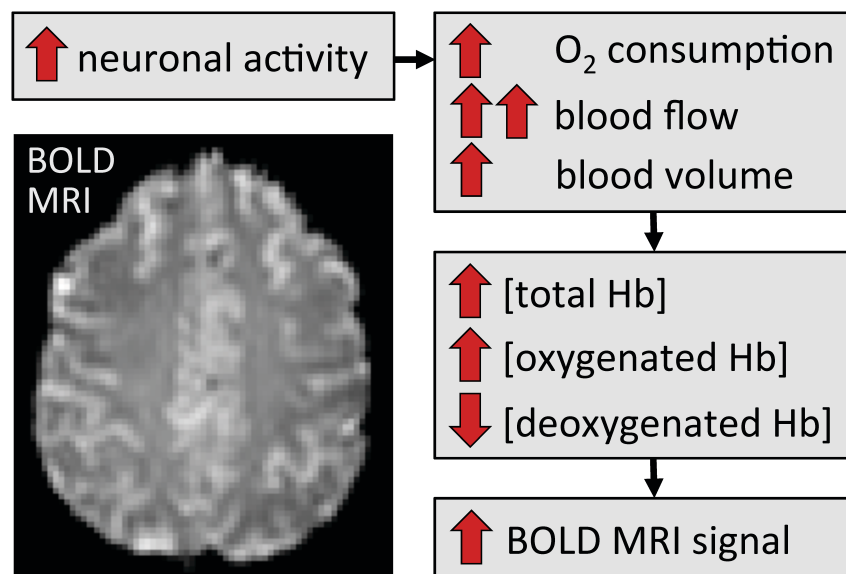 neuronal activity
O₂ consumption
blood flow
blood volume
BOLD
MRI
[total Hb]
[oxygenated Hb]
[deoxygenated Hb]
BOLD MRI signal